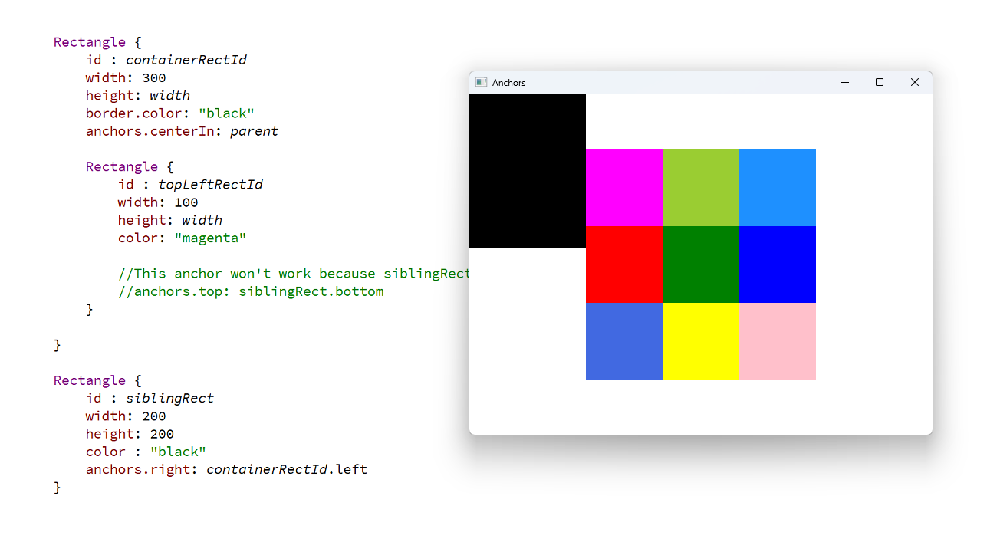 Rectangle {
id : containerRectId
width: 300
height: width
border.color: "black"
anchors.centerIn: parent
Rectangle {
id : topLeftRectId
width: 100
height: width
color: "magenta"
//This anchor won't work because siblingRect
//anchors.top: siblingRect.bottom
}
}
Rectangle {
id : siblingRect
width: 200
height: 200
color : "black"
anchors.right: containerRectId.left
}
Anchors